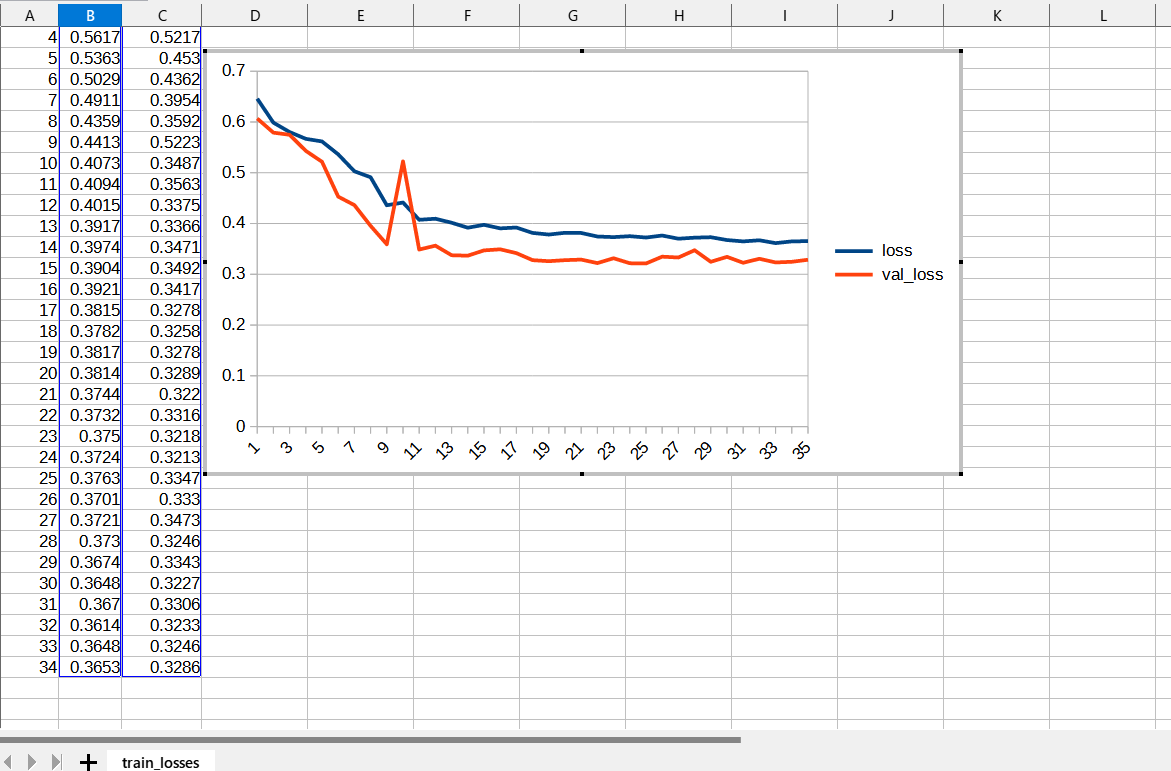 A B C D E F G H I J K L
4 0.5617 0.5217
5 0.5363 0.453
6 0.5029 0.4362
7 0.4911 0.3954
8 0.4359 0.3592
9 0.4413 0.5223
10 0.4073 0.3487
11 0.4094 0.3563
12 0.4015 0.3375
13 0.3917 0.3366
14 0.3974 0.3471
15 0.3904 0.3492
16 0.3921 0.3417
17 0.3815 0.3278
18 0.3782 0.3258
19 0.3817 0.3278
20 0.3814 0.3289
21 0.3744 0.322
22 0.3732 0.3316
23 0.375 0.3218
24 0.3724 0.3213
25 0.3763 0.3347
26 0.3701 0.333
27 0.3721 0.3473
28 0.373 0.3246
29 0.3674 0.3343
30 0.3648 0.3227
31 0.367 0.3306
32 0.3614 0.3233
33 0.3648 0.3246
34 0.3653 0.3286
0.7
0.6
0.5
0.4
0.3
0.2
0.1
0
1 3 5 7 9 11 13 15 17 19 21 23 25 27 29 31 33 35
loss
val_loss
train_losses